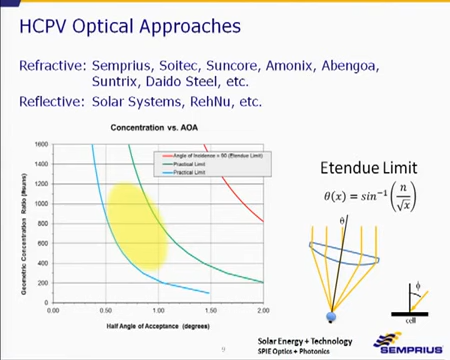 HCPV Optical Approaches
Refractive: Semprius, Soitec, Suncore, Amonix, Abengoa,
Suntrix, Daido Steel, etc.
Reflective: Solar Systems, RehNu, etc.
Concentration vs. AOA
Geometric Concentration Ratio (#suns)
1600
1400
1200
1000
800
600
400
200
0
0.00
0.50
1.00
1.50
2.00
Half Angle of Acceptance (degrees)
Angle of Incidence = 90 (Etendue Limit)
Practical Limit
Practical Limit
Etendue Limit
θ(x) = sin⁻¹(n/√x)
θ
ϕ
cell
9
Solar Energy + Technology
SPIE Optics + Photonics
SEMPRIUS